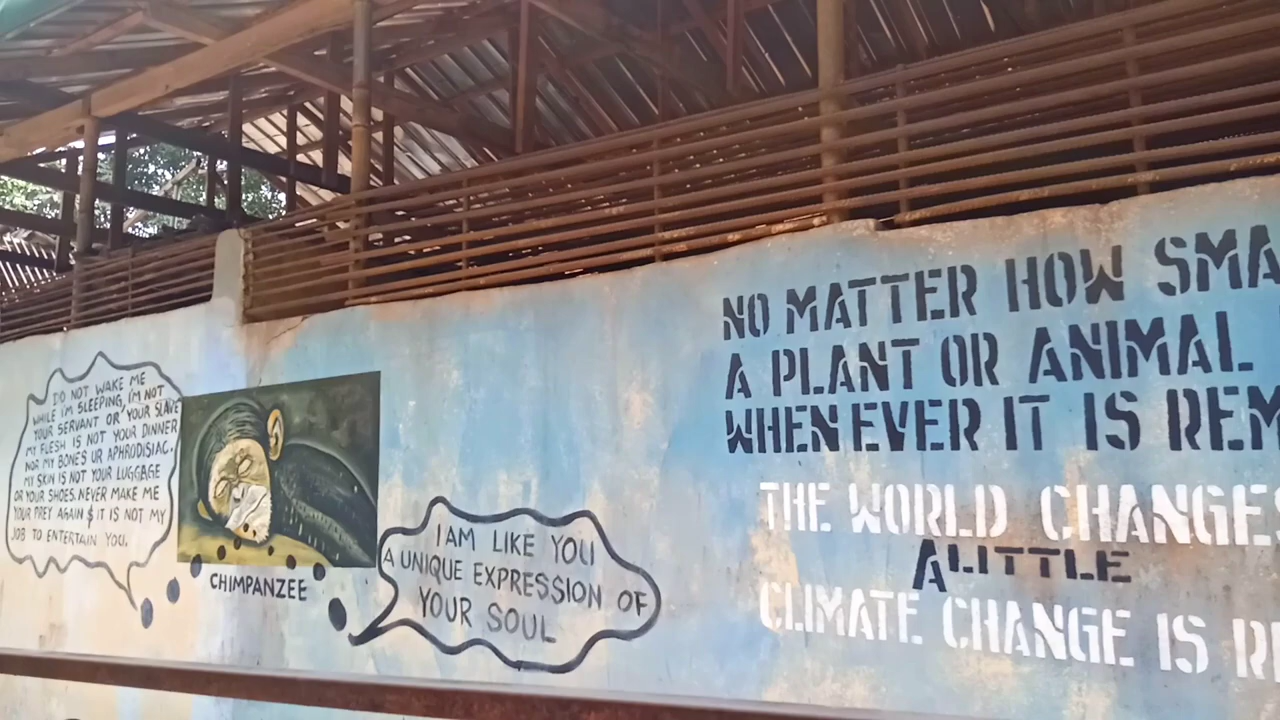 DO NOT WAKE ME
WHILE I'M SLEEPING, I'M NOT
YOUR SERVANT OR YOUR SLAVE
MY FLESH IS NOT YOUR DINNER
NOR MY BONES UR APHRODISIAC.
MY SKIN IS NOT YOUR LUGGAGE
OR YOUR SHOES. NEVER MAKE ME
YOUR PREY AGAIN $ IT IS NOT MY
JOB TO ENTERTAIN YOU.
CHIMPANZEE
I AM LIKE YOU
A UNIQUE EXPRESSION OF
YOUR SOUL
NO MATTER HOW SMA
A PLANT OR ANIMAL
WHEN EVER IT IS REM
THE WORLD CHANGES
A LITTLE
CLIMATE CHANGE IS RE